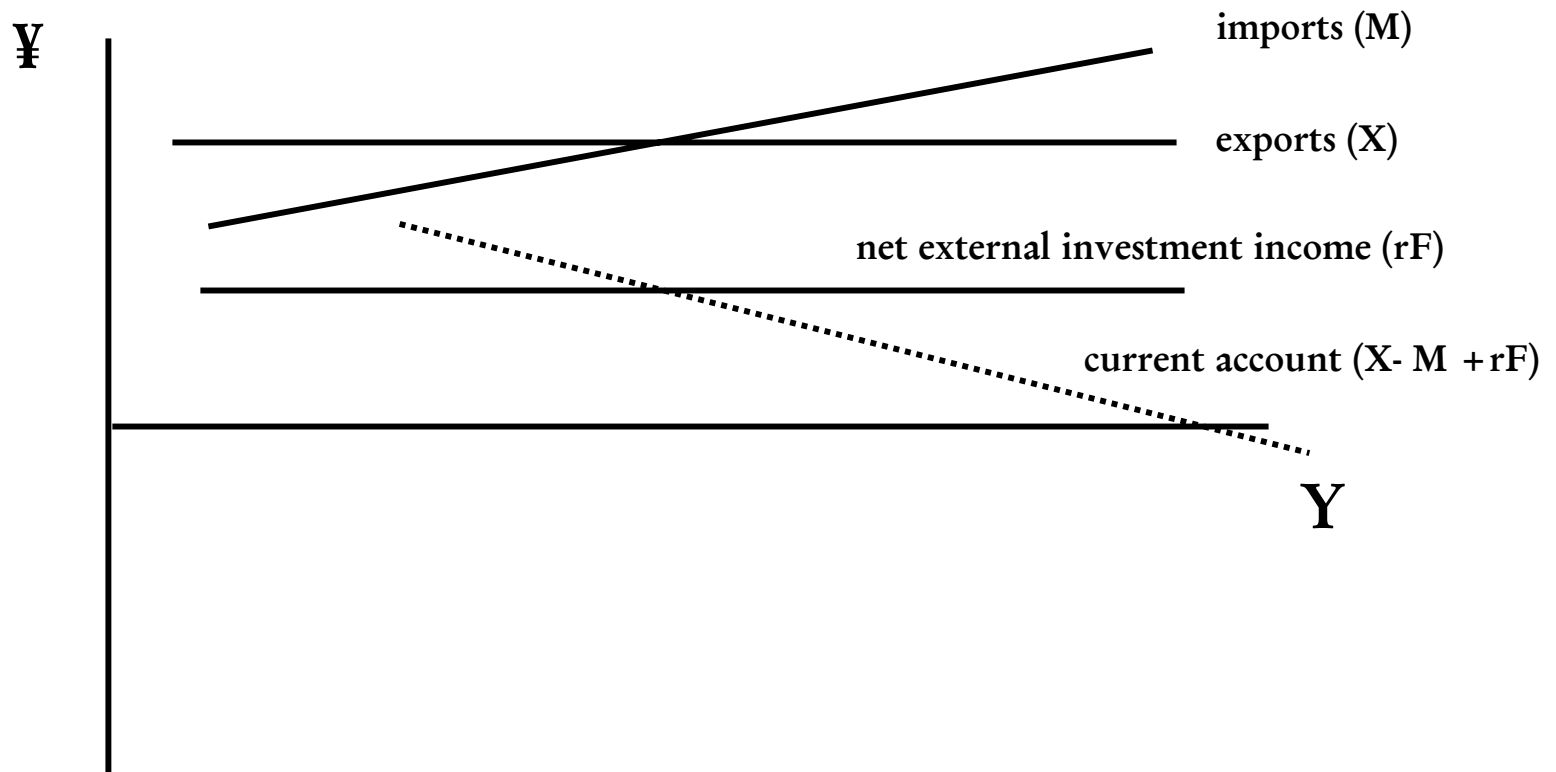 ¥
imports (M)
exports (X)
net external investment income (rF)
current account (X- M +rF)
Y